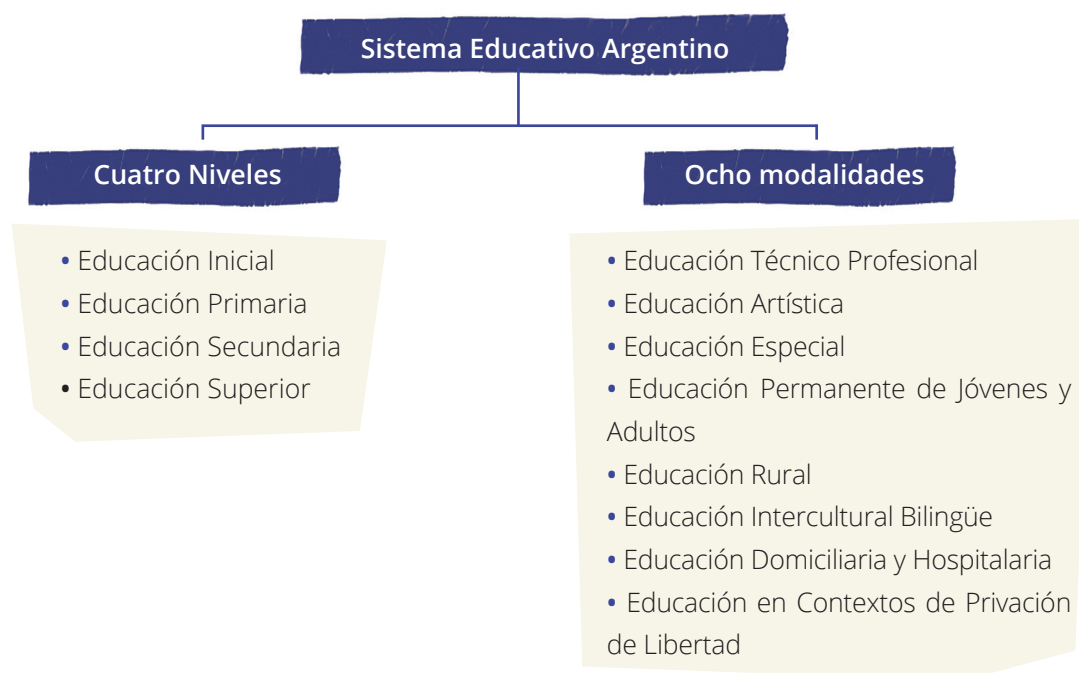 Sistema Educativo Argentino
Cuatro Niveles
• Educación Inicial
• Educación Primaria
• Educación Secundaria
• Educación Superior
Ocho modalidades
• Educación Técnico Profesional
• Educación Artística
• Educación Especial
• Educación Permanente de Jóvenes y
Adultos
• Educación Rural
• Educación Intercultural Bilingüe
• Educación Domiciliaria y Hospitalaria
• Educación en Contextos de Privación
de Libertad